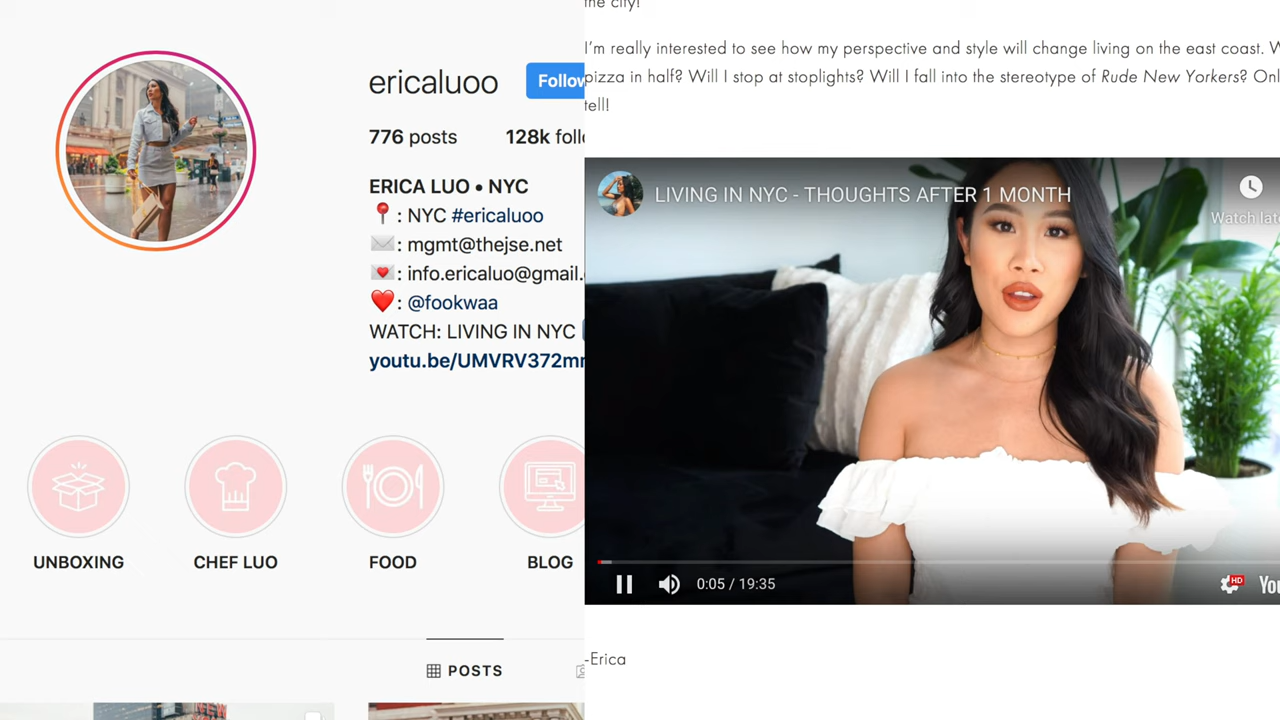 ericaluoo
Follow
776 posts
128k foll
ERICA LUO • NYC
📍 : NYC #ericaluoo
✉️ : mgmt@thejse.net
💌 : info.ericaluo@gmail.
❤️ : @fookwaa
WATCH: LIVING IN NYC
youtu.be/UMVRV372m
UNBOXING
CHEF LUO
FOOD
BLOG
POSTS
the city!
I'm really interested to see how my perspective and style will change living on the east coast. W
pizza in half? Will I stop at stoplights? Will I fall into the stereotype of Rude New Yorkers? Onl
tell!
LIVING IN NYC - THOUGHTS AFTER 1 MONTH
Watch late
0:05 / 19:35
HD
You
-Erica